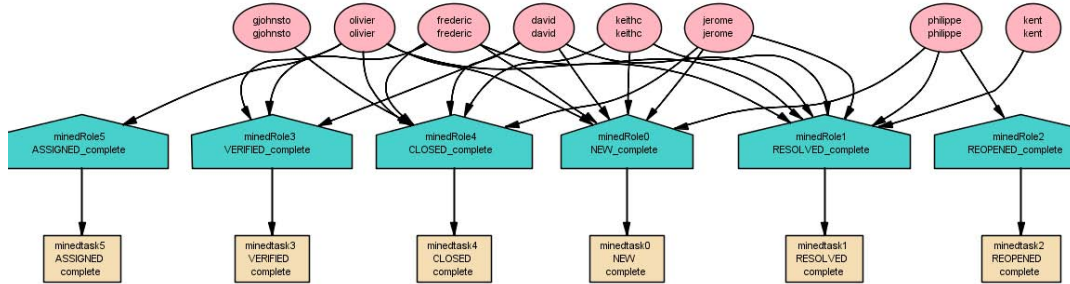 gjohnsto
gjohnsto
olivier
olivier
frederic
frederic
david
david
keithc
keithc
jerome
jerome
philippe
philippe
kent
kent
minedRole5
ASSIGNED_complete
minedRole3
VERIFIED_complete
minedRole4
CLOSED_complete
minedRole0
NEW_complete
minedRole1
RESOLVED_complete
minedRole2
REOPENED_complete
minedtask5
ASSIGNED
complete
minedtask3
VERIFIED
complete
minedtask4
CLOSED
complete
minedtask0
NEW
complete
minedtask1
RESOLVED
complete
minedtask2
REOPENED
complete